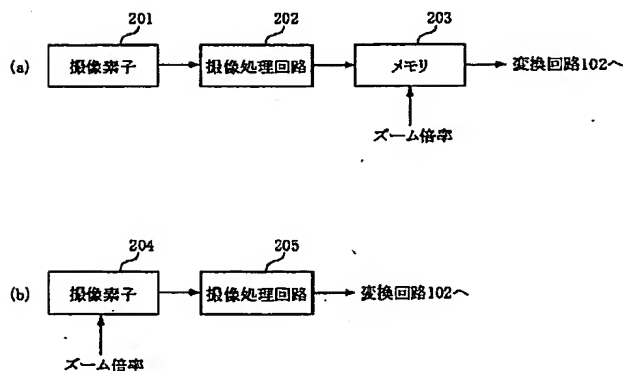 201 202 203
(a) 撮像素子 撮像処理回路 メモリ 変換回路102へ
ズーム倍率
204 205
(b) 撮像素子 撮像処理回路 変換回路102へ
ズーム倍率